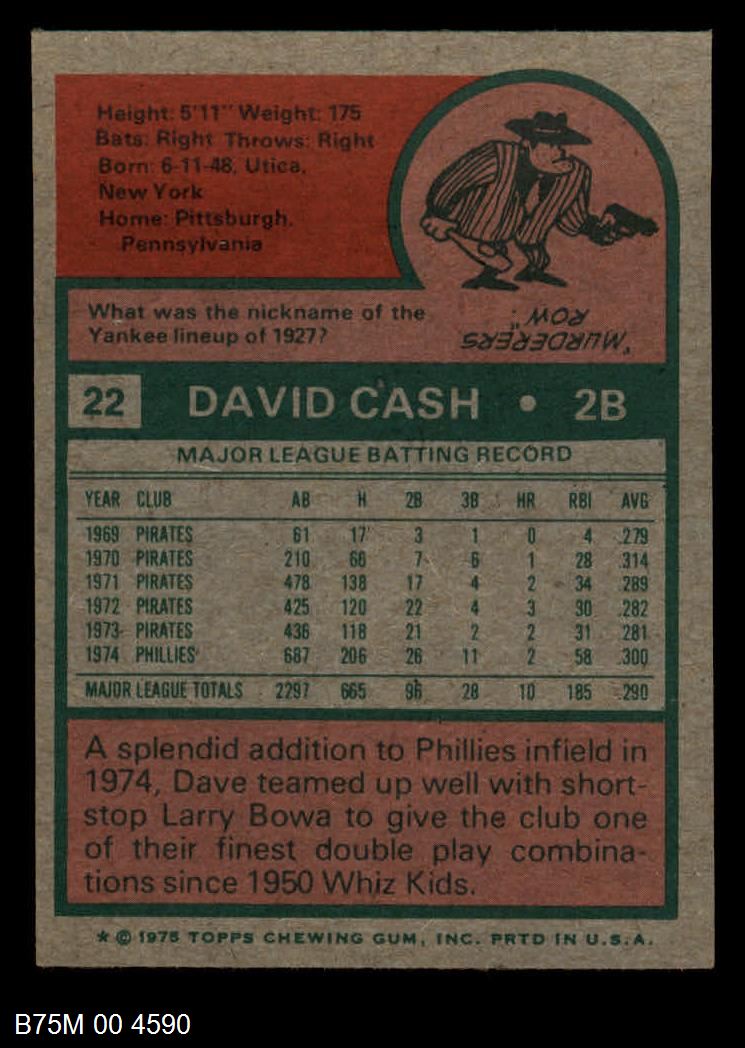 Height: 5'11" Weight: 175
Bats: Right Throws: Right
Born: 6-11-48, Utica,
New York
Home: Pittsburgh,
Pennsylvania
What was the nickname of the
Yankee lineup of 1927?
"MURDERERS
ROW"
22 DAVID CASH • 2B
MAJOR LEAGUE BATTING RECORD
YEAR CLUB AB H 2B 3B HR RBI AVG
1969 PIRATES 61 17 3 1 0 4 .279
1970 PIRATES 210 66 7 6 1 28 .314
1971 PIRATES 478 138 17 4 2 34 .289
1972 PIRATES 425 120 22 4 3 30 .282
1973 PIRATES 436 118 21 2 2 31 .281
1974 PHILLIES 687 206 26 11 2 58 .300
MAJOR LEAGUE TOTALS 2297 665 96 28 10 185 .290
A splendid addition to Phillies infield in
1974, Dave teamed up well with short-
stop Larry Bowa to give the club one
of their finest double play combina-
tions since 1950 Whiz Kids.
* © 1975 TOPPS CHEWING GUM, INC. PRTD IN U.S.A.
B75M 00 4590